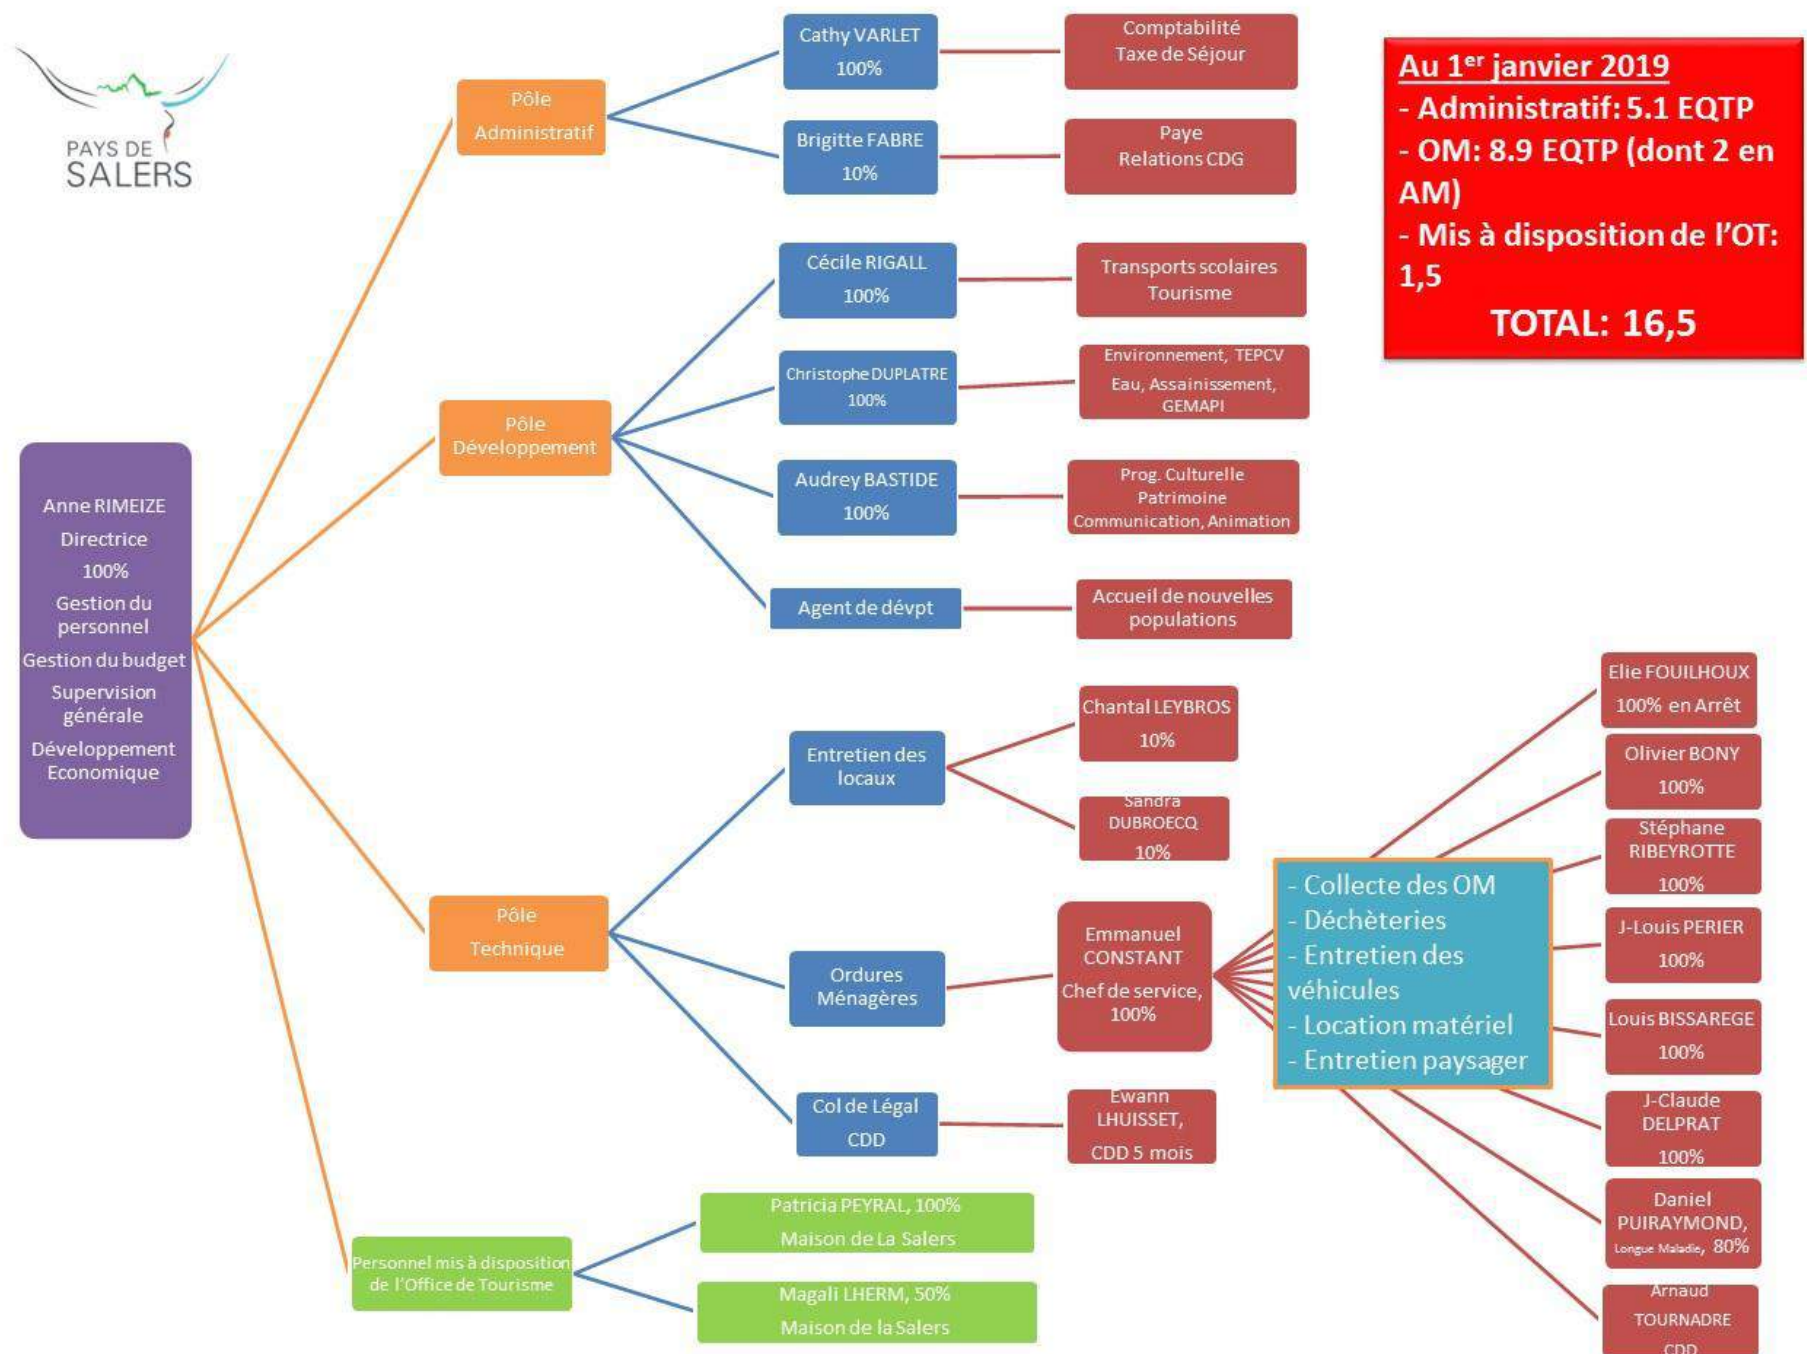 PAYS DE
SALERS
Anne RIMEIZE
Directrice
100%
Gestion du
personnel
Gestion du budget
Supervision
générale
Développement
Economique
Pôle
Administratif
Cathy VARLET
100%
Comptabilité
Taxe de Séjour
Brigitte FABRE
10%
Paye
Relations CDG
Pôle
Développement
Cécile RIGALL
100%
Transports scolaires
Tourisme
Christophe DUPLATRE
100%
Environnement, TEPCV
Eau, Assainissement,
GEMAPI
Audrey BASTIDE
100%
Prog. Culturelle
Patrimoine
Communication, Animation
Agent de dévpt
Accueil de nouvelles
populations
Pôle
Technique
Entretien des
locaux
Chantal LEYBROS
10%
Sandra
DUBROECQ
10%
Ordures
Ménagères
Emmanuel
CONSTANT
Chef de service,
100%
- Collecte des OM
- Déchèteries
- Entretien des
véhicules
- Location matériel
- Entretien paysager
Elie FOUILHOUX
100% en Arrêt
Olivier BONY
100%
Stéphane
RIBEYROTTE
100%
J-Louis PERIER
100%
Louis BISSAREGE
100%
J-Claude
DELPRAT
100%
Daniel
PUIRAYMOND,
Longue Maladie, 80%
Arnaud
TOURNADRE
CDD
Col de Légal
CDD
Ewann
LHUISSET,
CDD 5 mois
Personnel mis à disposition
de l'Office de Tourisme
Patricia PEYRAL, 100%
Maison de La Salers
Magali LHERM, 50%
Maison de la Salers
Au 1er janvier 2019
- Administratif: 5.1 EQTP
- OM: 8.9 EQTP (dont 2 en
AM)
- Mis à disposition de l'OT:
1,5
TOTAL: 16,5